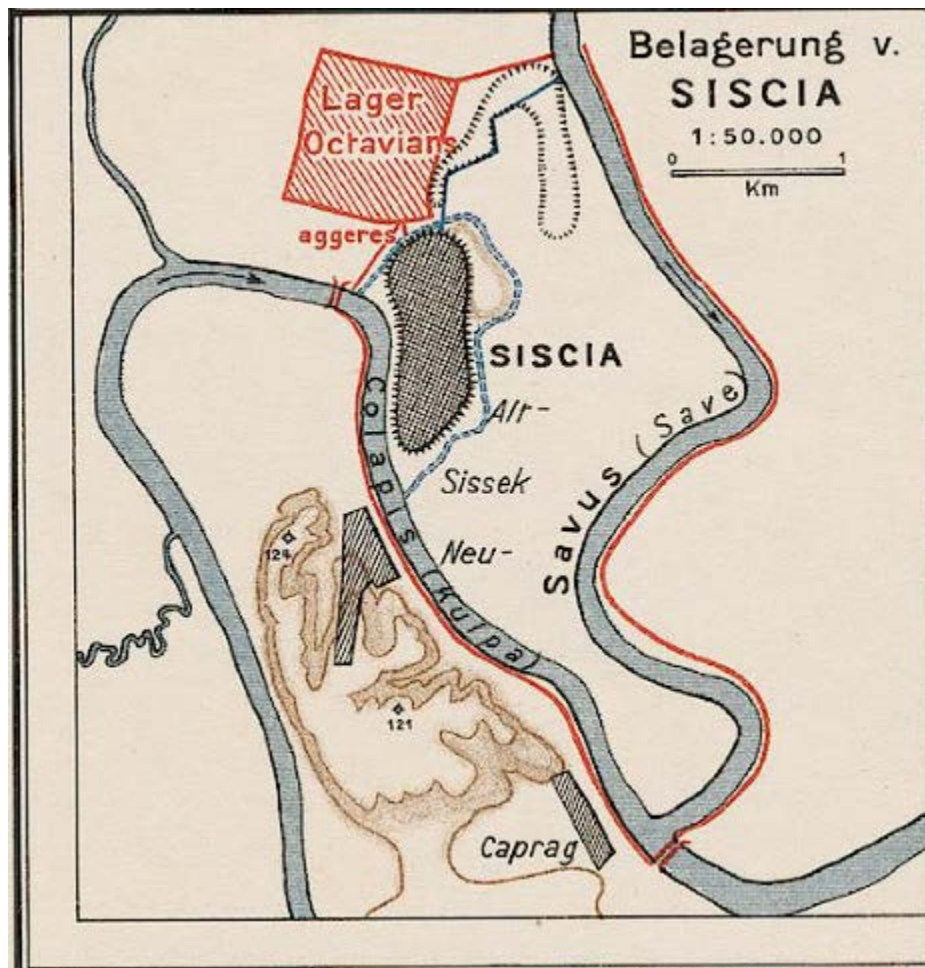 Belagerung v.
SISCIA
1:50.000
0 1
Km
Lager
Octavians
aggeres
SISCIA
Alt-
Sissek
Neu-
Colapis (Kulpa)
Savus (Save)
124
121
Caprag